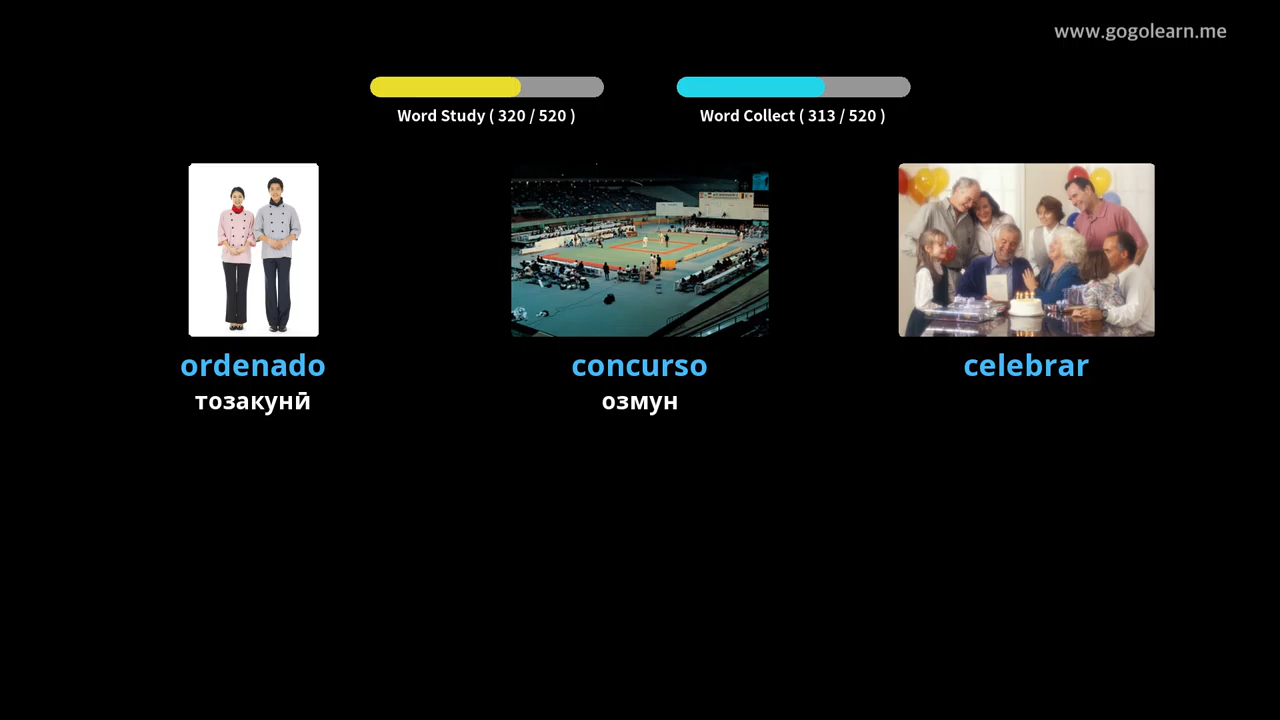 www.gogolearn.me
Word Study ( 320 / 520 )
Word Collect ( 313 / 520 )
ordenado
concurso
celebrar
тозакунӣ
озмун